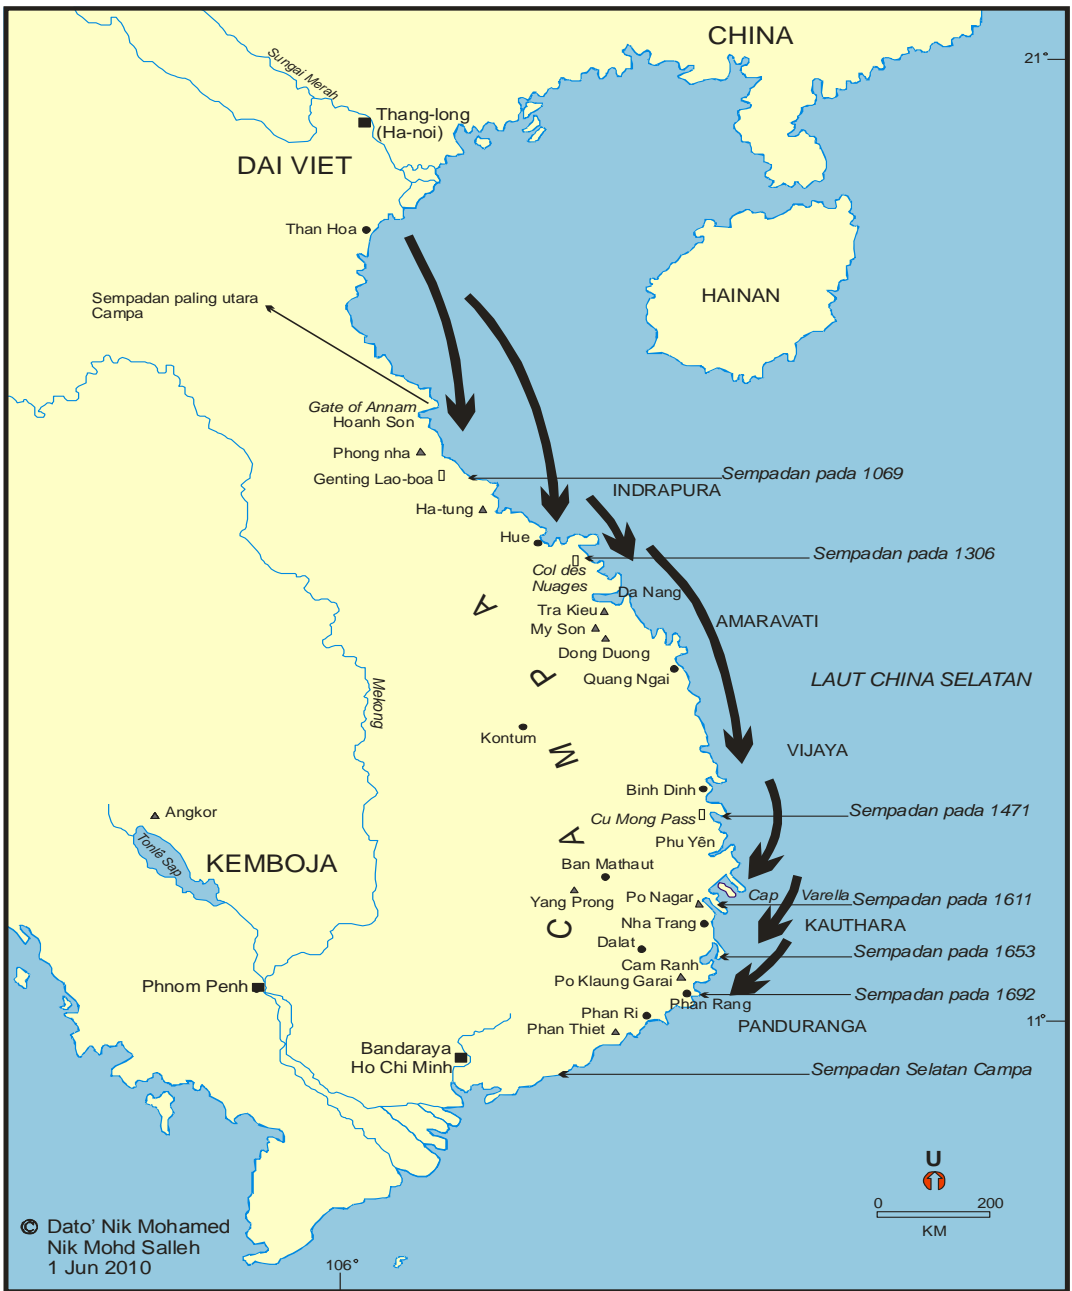 CHINA
21°
Sungai Merah
Thang-long
(Ha-noi)
DAI VIET
Than Hoa
HAINAN
Sempadan paling utara
Campa
Gate of Annam
Hoanh Son
Phong nha
Genting Lao-boa
Sempadan pada 1069
INDRAPURA
Ha-tung
Hue
Sempadan pada 1306
Col des
Nuages
Da Nang
Tra Kieu
My Son
AMARAVATI
Dong Duong
Quang Ngai
LAUT CHINA SELATAN
Mekong
CAMPA
Kontum
VIJAYA
Binh Dinh
Angkor
Cu Mong Pass
Sempadan pada 1471
Tonlē Sap
KEMBOJA
Phu Yên
Ban Mathaut
Yang Prong
Po Nagar
Cap Varella
Sempadan pada 1611
Nha Trang
KAUTHARA
Dalat
Cam Ranh
Sempadan pada 1653
Po Klaung Garai
Phnom Penh
Phan Rang
Sempadan pada 1692
Phan Ri
Phan Thiet
PANDURANGA
11°
Bandaraya
Ho Chi Minh
Sempadan Selatan Campa
U
0 200
KM
© Dato' Nik Mohamed
Nik Mohd Salleh
1 Jun 2010
106°